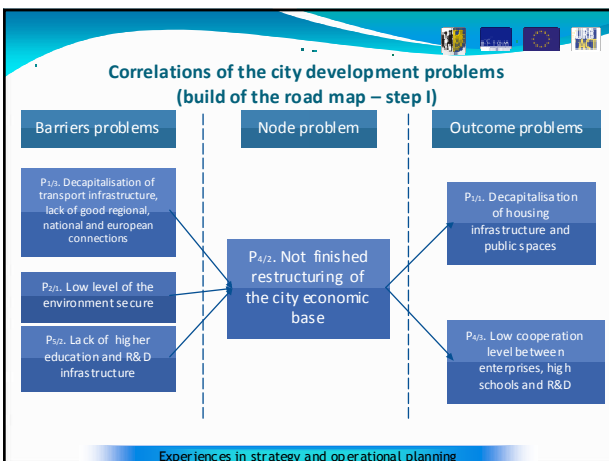 Correlations of the city development problems
(build of the road map – step I)
Barriers problems
Node problem
Outcome problems
P1/3. Decapitalisation of
transport infrastructure,
lack of good regional,
national and european
connections
P2/1. Low level of the
environment secure
P5/2. Lack of higher
education and R&D
infrastructure
P4/2. Not finished
restructuring of
the city economic
base
P1/1. Decapitalisation
of housing
infrastructure and
public spaces
P4/3. Low cooperation
level between
enterprises, high
schools and R&D
Experiences in strategy and operational planning